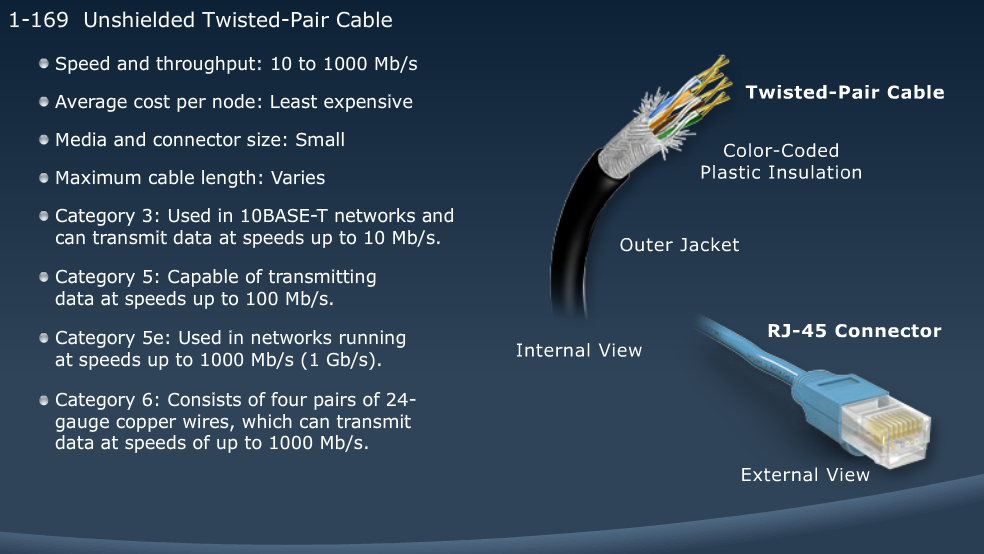 1-169 Unshielded Twisted-Pair Cable
Speed and throughput: 10 to 1000 Mb/s
Average cost per node: Least expensive
Media and connector size: Small
Maximum cable length: Varies
Category 3: Used in 10BASE-T networks and
can transmit data at speeds up to 10 Mb/s.
Category 5: Capable of transmitting
data at speeds up to 100 Mb/s.
Category 5e: Used in networks running
at speeds up to 1000 Mb/s (1 Gb/s).
Category 6: Consists of four pairs of 24-
gauge copper wires, which can transmit
data at speeds of up to 1000 Mb/s.
Twisted-Pair Cable
Color-Coded
Plastic Insulation
Outer Jacket
Internal View
RJ-45 Connector
External View